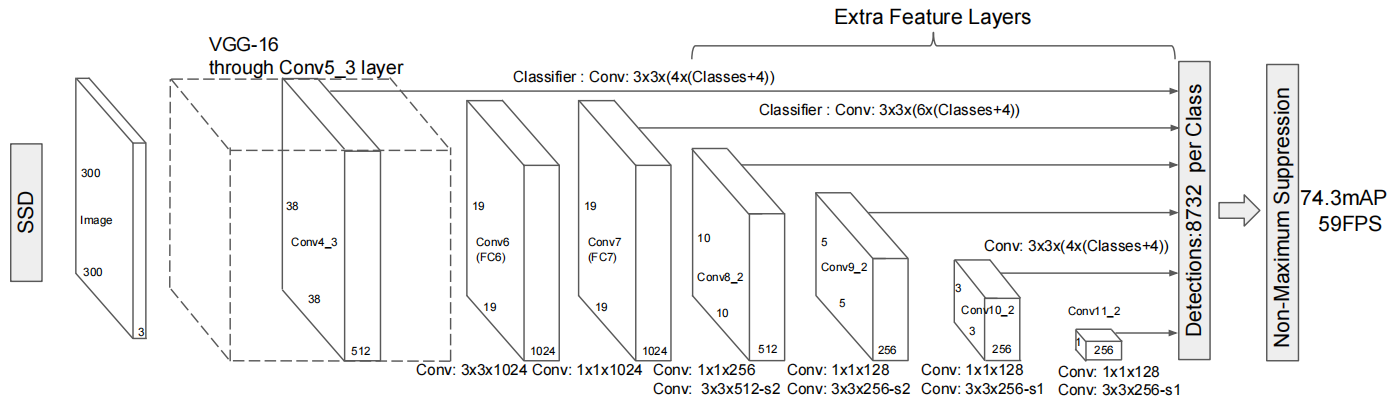 Extra Feature Layers
VGG-16
through Conv5_3 layer
Classifier : Conv: 3x3x(4x(Classes+4))
Classifier : Conv: 3x3x(6x(Classes+4))
SSD
300
Image
300
3
38
Conv4_3
38
512
19
Conv6
(FC6)
19
1024
19
Conv7
(FC7)
19
1024
10
Conv8_2
10
512
5
Conv9_2
5
256
Conv: 3x3x(4x(Classes+4))
3
Conv10_2
3
256
Conv11_2
1
256
Detections:8732 per Class
Non-Maximum Suppression
74.3mAP
59FPS
Conv: 3x3x1024
Conv: 1x1x1024
Conv: 1x1x256
Conv: 3x3x512-s2
Conv: 1x1x128
Conv: 3x3x256-s2
Conv: 1x1x128
Conv: 3x3x256-s1
Conv: 1x1x128
Conv: 3x3x256-s1